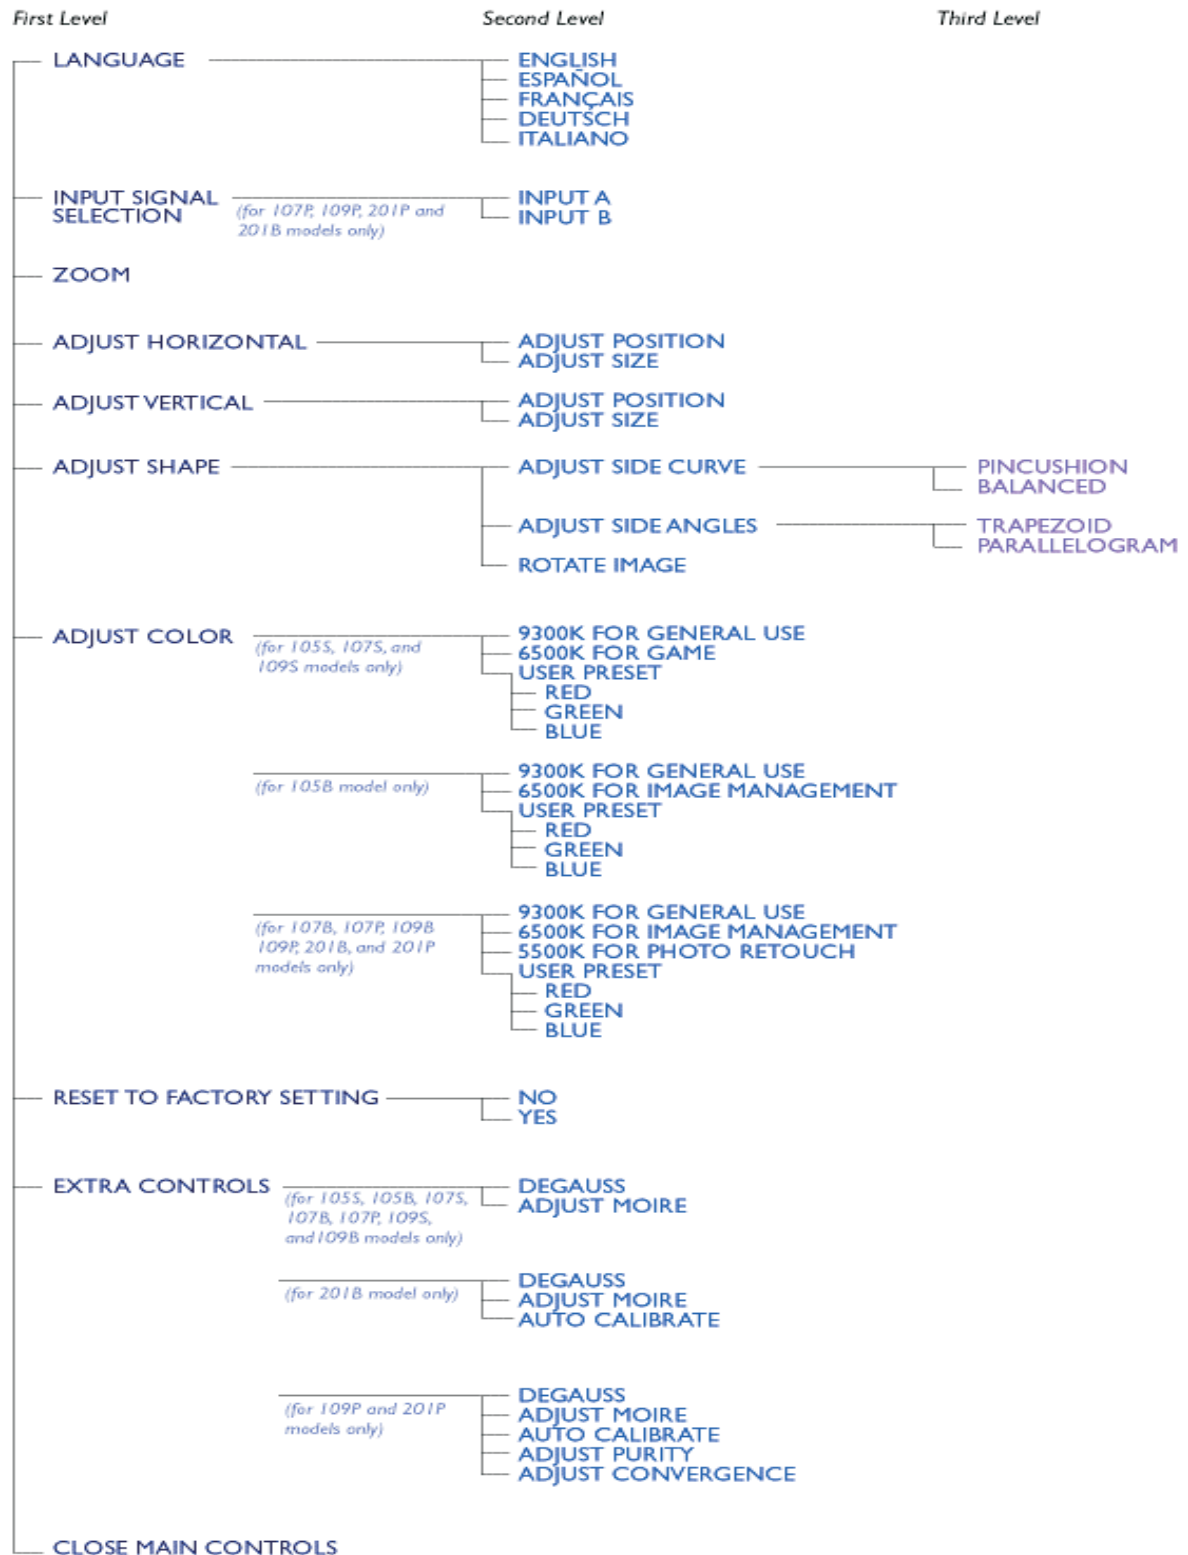 First Level Second Level Third Level
LANGUAGE ENGLISH
ESPAÑOL
FRANÇAIS
DEUTSCH
ITALIANO
INPUT SIGNAL SELECTION (for 107P, 109P, 201P and 201B models only)
INPUT A
INPUT B
ZOOM
ADJUST HORIZONTAL ADJUST POSITION
ADJUST SIZE
ADJUST VERTICAL ADJUST POSITION
ADJUST SIZE
ADJUST SHAPE ADJUST SIDE CURVE PINCUSHION
BALANCED
ADJUST SIDE ANGLES TRAPEZOID
PARALLELOGRAM
ROTATE IMAGE
ADJUST COLOR
(for 105S, 107S, and
109S models only)
9300K FOR GENERAL USE
6500K FOR GAME
USER PRESET
RED
GREEN
BLUE
(for 105B model only)
9300K FOR GENERAL USE
6500K FOR IMAGE MANAGEMENT
USER PRESET
RED
GREEN
BLUE
(for 107B, 107P, 109B
109P, 201B, and 201P
models only)
9300K FOR GENERAL USE
6500K FOR IMAGE MANAGEMENT
5500K FOR PHOTO RETOUCH
USER PRESET
RED
GREEN
BLUE
RESET TO FACTORY SETTING NO
YES
EXTRA CONTROLS
(for 105S, 105B, 107S,
107B, 107P, 109S,
and 109B models only)
DEGAUSS
ADJUST MOIRE
(for 201B model only)
DEGAUSS
ADJUST MOIRE
AUTO CALIBRATE
(for 109P and 201P
models only)
DEGAUSS
ADJUST MOIRE
AUTO CALIBRATE
ADJUST PURITY
ADJUST CONVERGENCE
CLOSE MAIN CONTROLS